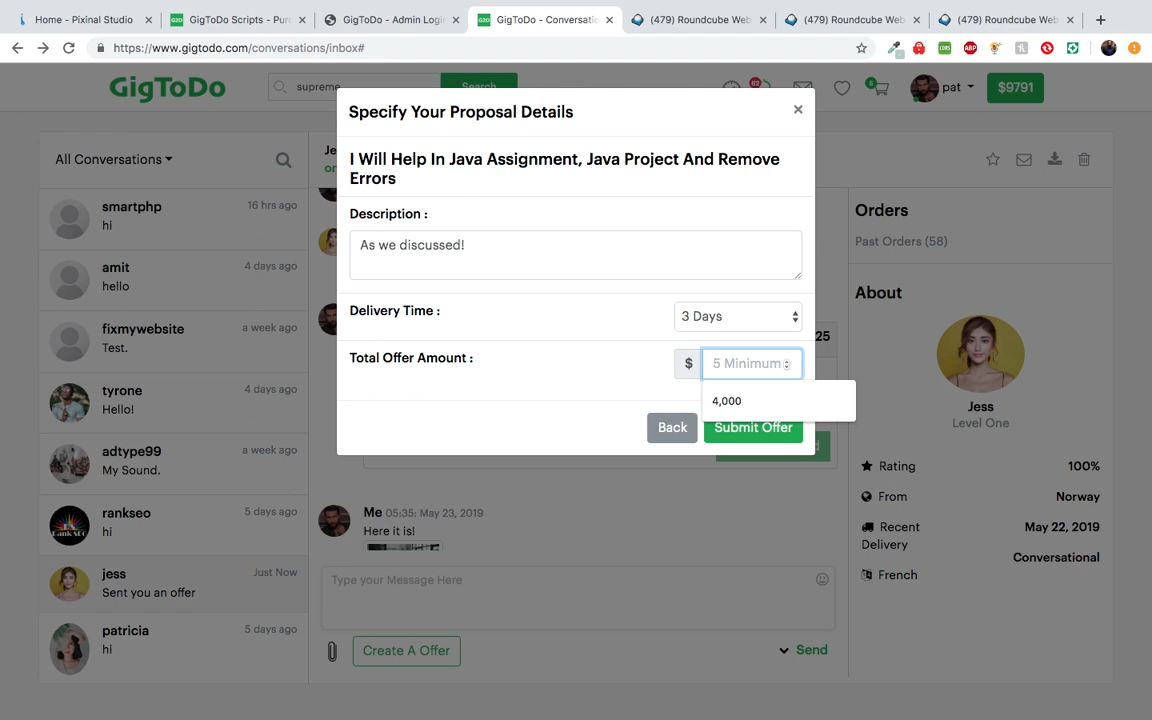 Home - Pixinal Studio
GigToDo Scripts - Pur
GigToDo - Admin Login
GigToDo - Conversatio
(479) Roundcube Web
(479) Roundcube Web
(479) Roundcube Web
https://www.gigtodo.com/conversations/inbox#
GigToDo
supreme
Search
pat
$9791
All Conversations
smartphp
16 hrs ago
hi
amit
4 days ago
hello
fixmywebsite
a week ago
Test.
tyrone
4 days ago
Hello!
adtype99
a week ago
My Sound.
rankseo
5 days ago
hi
jess
Just Now
Sent you an offer
patricia
5 days ago
hi
Specify Your Proposal Details
×
I Will Help In Java Assignment, Java Project And Remove
Errors
Description :
As we discussed!
Delivery Time :
3 Days
Total Offer Amount :
$
5 Minimum
4,000
Back
Submit Offer
25
Me 05:35: May 23, 2019
Here it is!
Type your Message Here
Create A Offer
Send
Orders
Past Orders (58)
About
Jess
Level One
Rating
100%
From
Norway
Recent
Delivery
May 22, 2019
Conversational
French